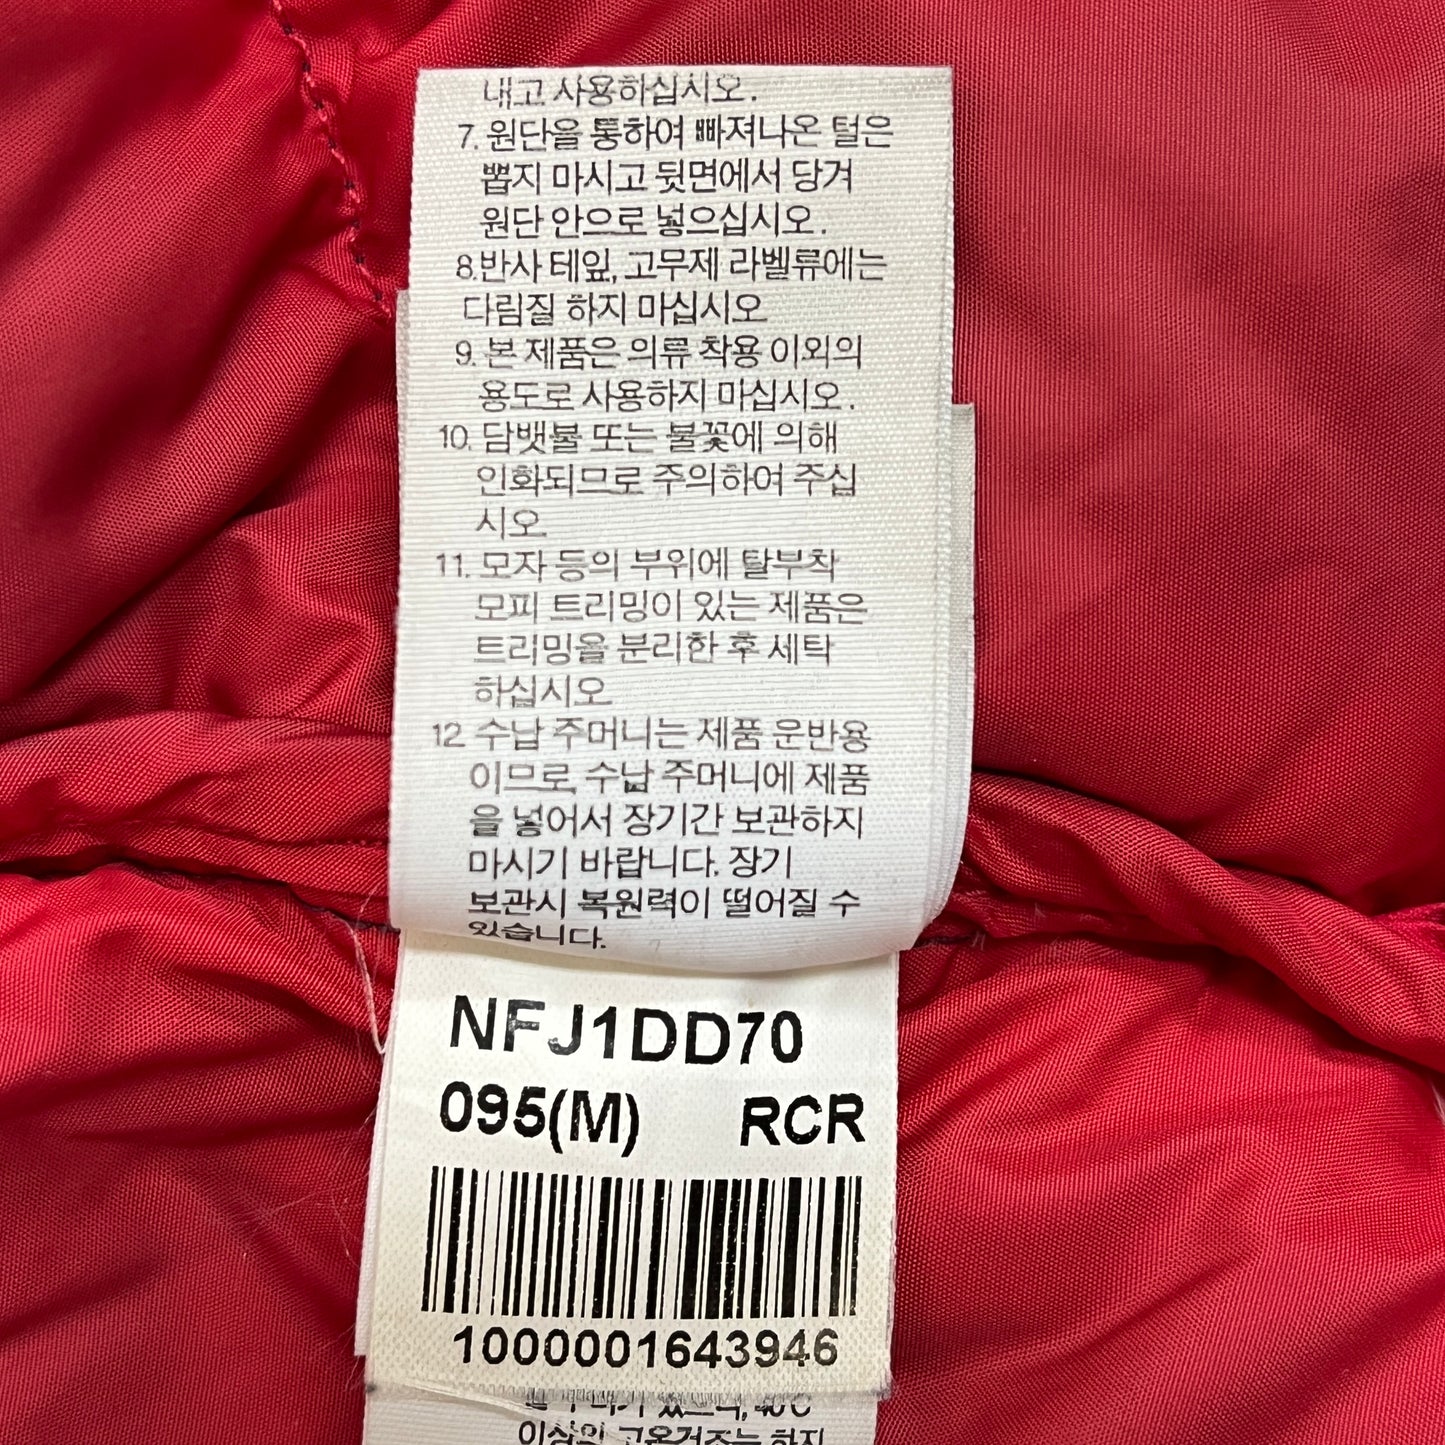 내고 사용하십시오.
7. 원단을 통하여 빠져나온 털은
뽑지 마시고 뒷면에서 당겨
원단 안으로 넣으십시오.
8.반사 테잎, 고무제 라벨류에는
다림질 하지 마십시오
9. 본 제품은 의류 착용 이외의
용도로 사용하지 마십시오.
10. 담뱃불 또는 불꽃에 의해
인화되므로 주의하여 주십
시오.
11. 모자 등의 부위에 탈부착
모피 트리밍이 있는 제품은
트리밍을 분리한 후 세탁
하십시오
12. 수납 주머니는 제품 운반용
이므로, 수납 주머니에 제품
을 넣어서 장기간 보관하지
마시기 바랍니다. 장기
보관시 복원력이 떨어질 수
있습니다.
NFJ1DD70
095(M) RCR
1000001643946
40℃
이상의 고온건조는 하지